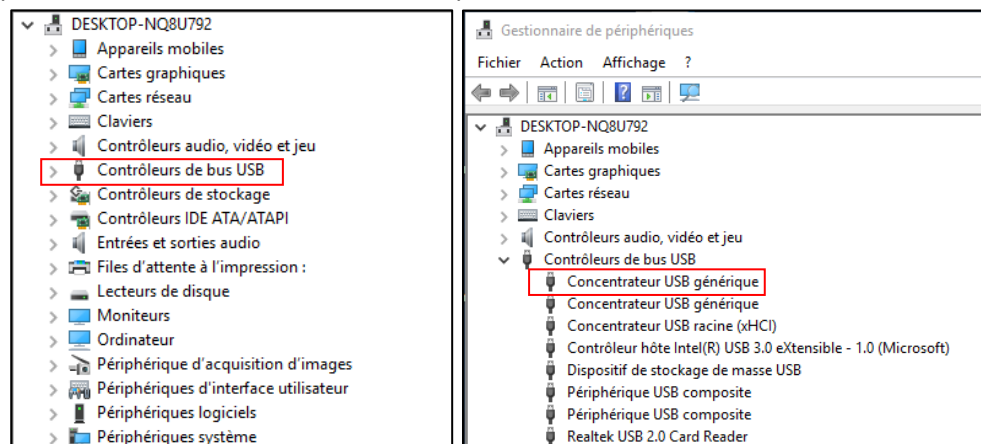 DESKTOP-NQ8U792
Appareils mobiles
Cartes graphiques
Cartes réseau
Claviers
Contrôleurs audio, vidéo et jeu
Contrôleurs de bus USB
Contrôleurs de stockage
Contrôleurs IDE ATA/ATAPI
Entrées et sorties audio
Files d'attente à l'impression :
Lecteurs de disque
Moniteurs
Ordinateur
Périphérique d'acquisition d'images
Périphériques d'interface utilisateur
Périphériques logiciels
Périphériques système
Gestionnaire de périphériques
Fichier Action Affichage ?
DESKTOP-NQ8U792
Appareils mobiles
Cartes graphiques
Cartes réseau
Claviers
Contrôleurs audio, vidéo et jeu
Contrôleurs de bus USB
Concentrateur USB générique
Concentrateur USB générique
Concentrateur USB racine (xHCI)
Contrôleur hôte Intel(R) USB 3.0 eXtensible - 1.0 (Microsoft)
Dispositif de stockage de masse USB
Périphérique USB composite
Périphérique USB composite
Realtek USB 2.0 Card Reader